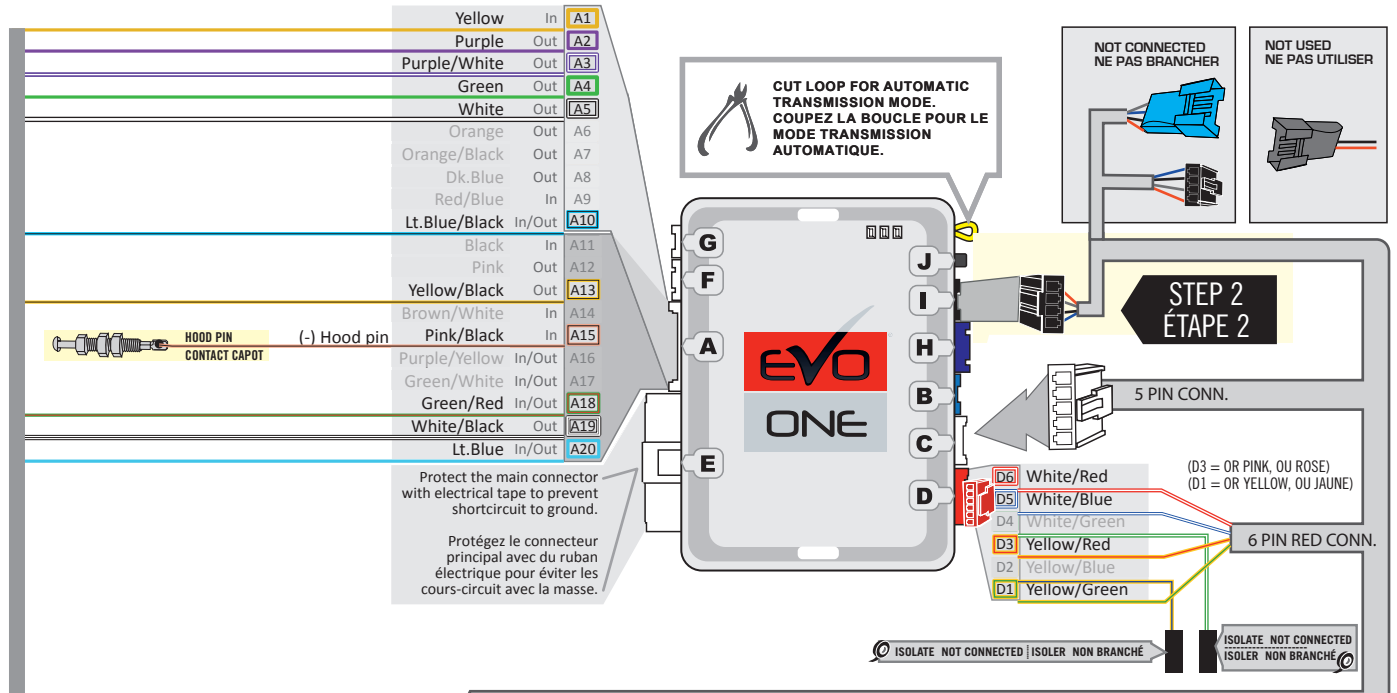 Yellow In A1
Purple Out A2
Purple/White Out A3
Green Out A4
White Out A5
Orange Out A6
Orange/Black Out A7
Dk.Blue Out A8
Red/Blue In A9
Lt.Blue/Black In/Out A10
Black In A11
Pink Out A12
Yellow/Black Out A13
Brown/White In A14
HOOD PIN
CONTACT CAPOT
(-) Hood pin Pink/Black In A15
Purple/Yellow In/Out A16
Green/White In/Out A17
Green/Red In/Out A18
White/Black Out A19
Lt.Blue In/Out A20
Protect the main connector
with electrical tape to prevent
shortcircuit to ground.
Protégez le connecteur
principal avec du ruban
électrique pour éviter les
cours-circuit avec la masse.
CUT LOOP FOR AUTOMATIC
TRANSMISSION MODE.
COUPEZ LA BOUCLE POUR LE
MODE TRANSMISSION
AUTOMATIQUE.
G
F
A
E
J
I
H
B
C
D
EVO
ONE
NOT CONNECTED
NE PAS BRANCHER
NOT USED
NE PAS UTILISER
STEP 2
ÉTAPE 2
5 PIN CONN.
D6 White/Red
D5 White/Blue
D4 White/Green
D3 Yellow/Red
D2 Yellow/Blue
D1 Yellow/Green
(D3 = OR PINK, OU ROSE)
(D1 = OR YELLOW, OU JAUNE)
6 PIN RED CONN.
ISOLATE NOT CONNECTED ISOLER NON BRANCHÉ
ISOLATE NOT CONNECTED
ISOLER NON BRANCHÉ